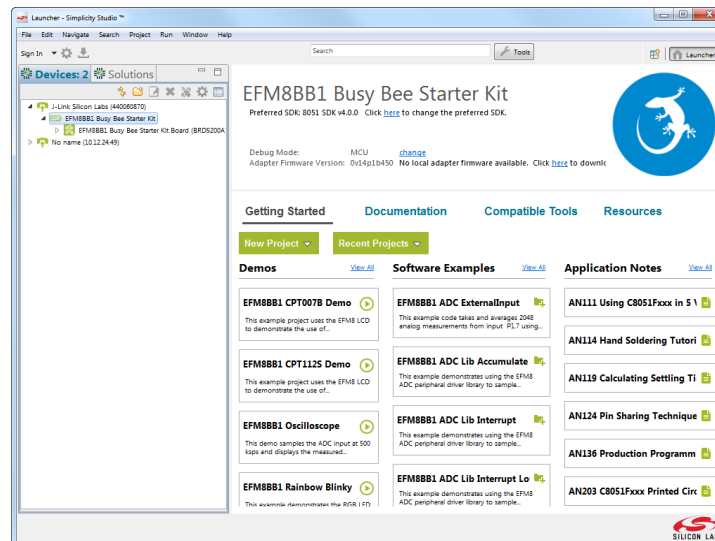 Launcher - Simplicity Studio ™
File Edit Navigate Search Project Run Window Help
Sign In
Search
Tools
Launcher
Devices: 2
Solutions
J-Link Silicon Labs (440060870)
EFM8BB1 Busy Bee Starter Kit
EFM8BB1 Busy Bee Starter Kit Board (BRD5200A)
No name (10.12.24.49)
EFM8BB1 Busy Bee Starter Kit
Preferred SDK: 8051 SDK v4.0.0 Click here to change the preferred SDK.
Debug Mode: MCU change
Adapter Firmware Version: 0v14p1b450 No local adapter firmware available. Click here to downlc
Getting Started
Documentation
Compatible Tools
Resources
New Project
Recent Projects
Demos
View All
EFM8BB1 CPT007B Demo
This example project uses the EFM8 LCD
to demonstrate the use of...
EFM8BB1 CPT112S Demo
This example project uses the EFM8 LCD
to demonstrate the use of...
EFM8BB1 Oscilloscope
This demo samples the ADC input at 500
ksps and displays the measured...
EFM8BB1 Rainbow Blinky
This example demonstrates the RGB LED
Software Examples
View All
EFM8BB1 ADC ExternalInput
This example code takes and averages 2048
analog measurements from input P1.7 using...
EFM8BB1 ADC Lib Accumulate
This example demonstrates using the EFM8
ADC peripheral driver library to sample...
EFM8BB1 ADC Lib Interrupt
This example demonstrates using the EFM8
ADC peripheral driver library to sample...
EFM8BB1 ADC Lib Interrupt Lo
This example demonstrates using the EFM8
ADC peripheral driver library to sample...
Application Notes
View All
AN111 Using C8051Fxxx in 5 V
AN114 Hand Soldering Tutori
AN119 Calculating Settling Ti
AN124 Pin Sharing Technique
AN136 Production Programm
AN203 C8051Fxxx Printed Circ
SILICON LA